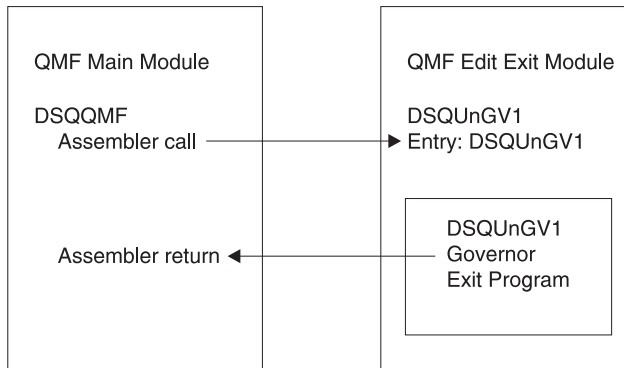 QMF Main Module
DSQQMF
Assembler call
Assembler return
QMF Edit Exit Module
DSQUnGV1
Entry: DSQUnGV1
DSQUnGV1
Governor
Exit Program